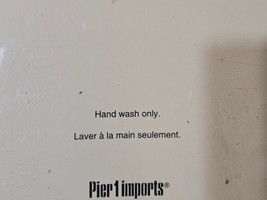 Hand wash only.
Laver à la main seulement.
Pier 1 imports®